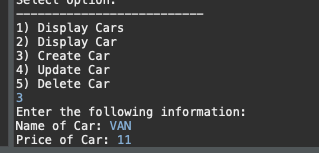 Select option.
--------------------------
1) Display Cars
2) Display Car
3) Create Car
4) Update Car
5) Delete Car
3
Enter the following information:
Name of Car: VAN
Price of Car: 11